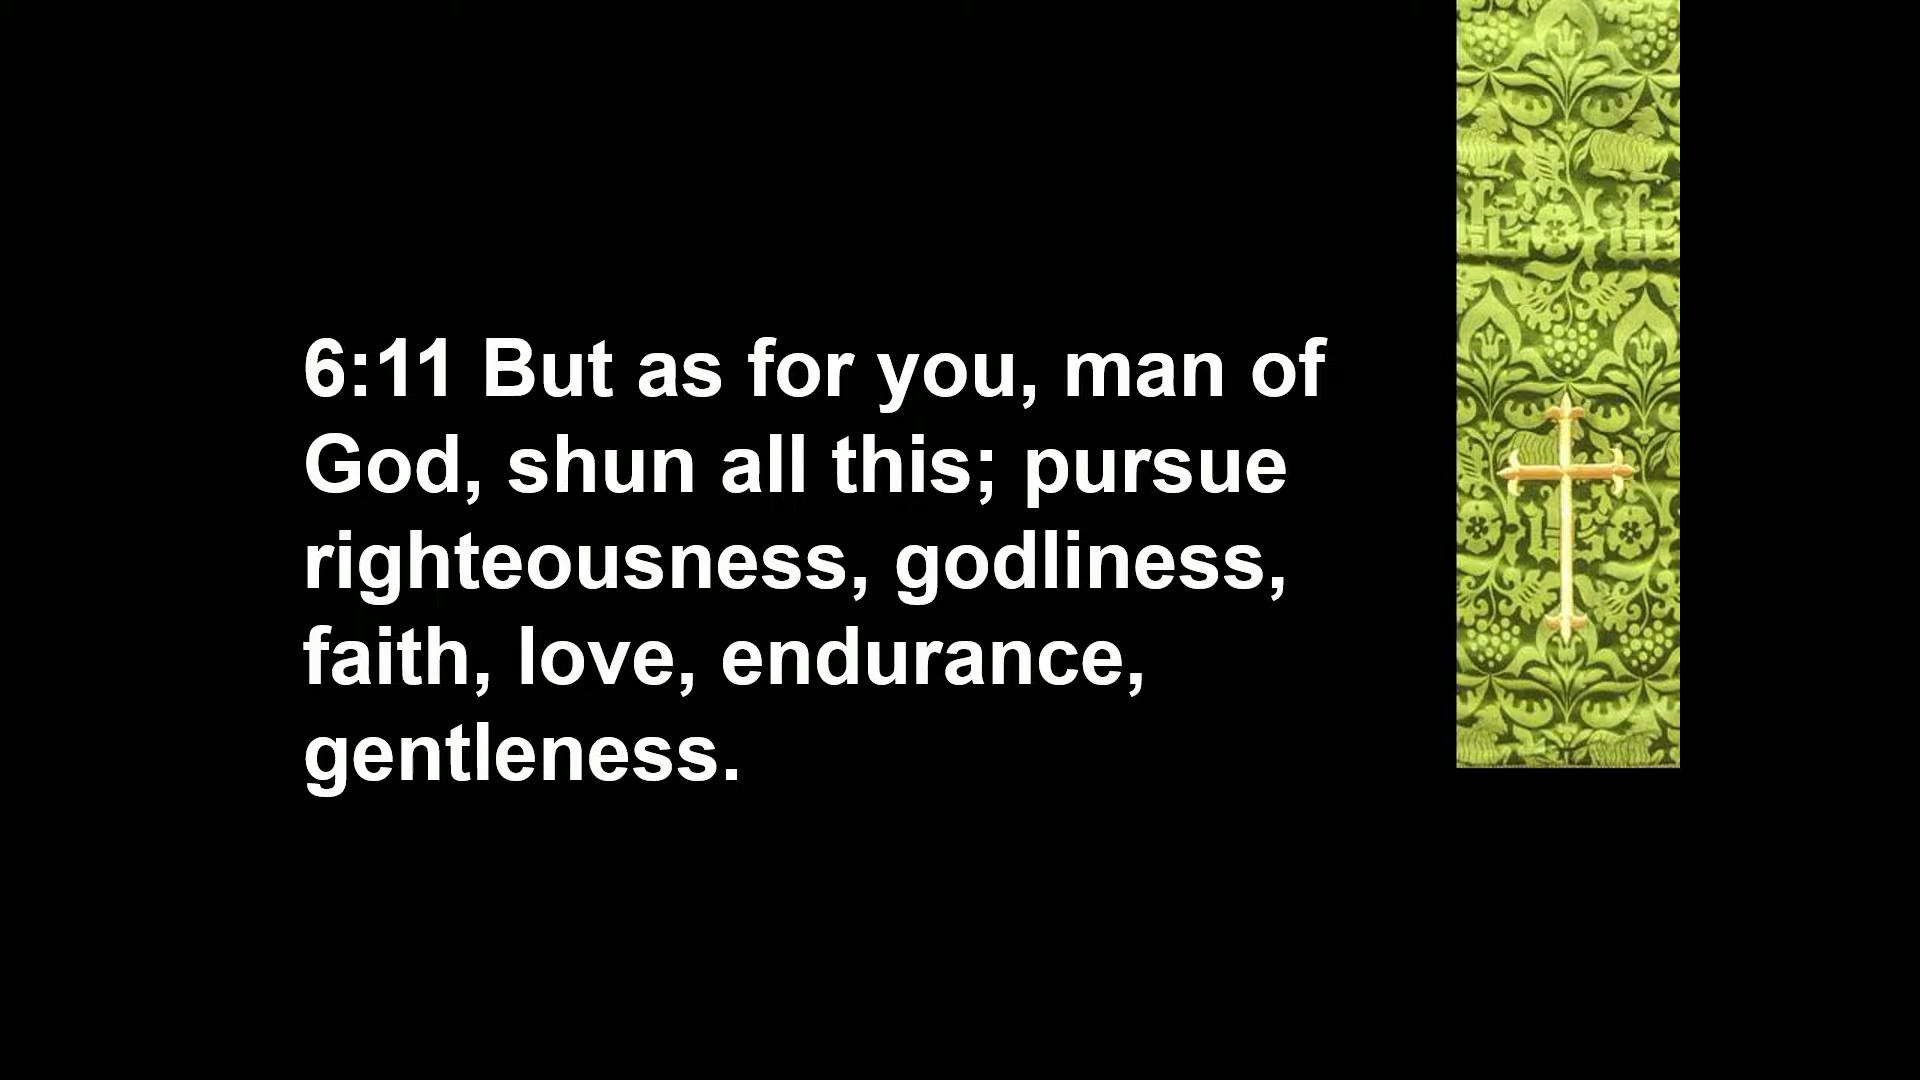 6:11 But as for you, man of
God, shun all this; pursue
righteousness, godliness,
faith, love, endurance,
gentleness.